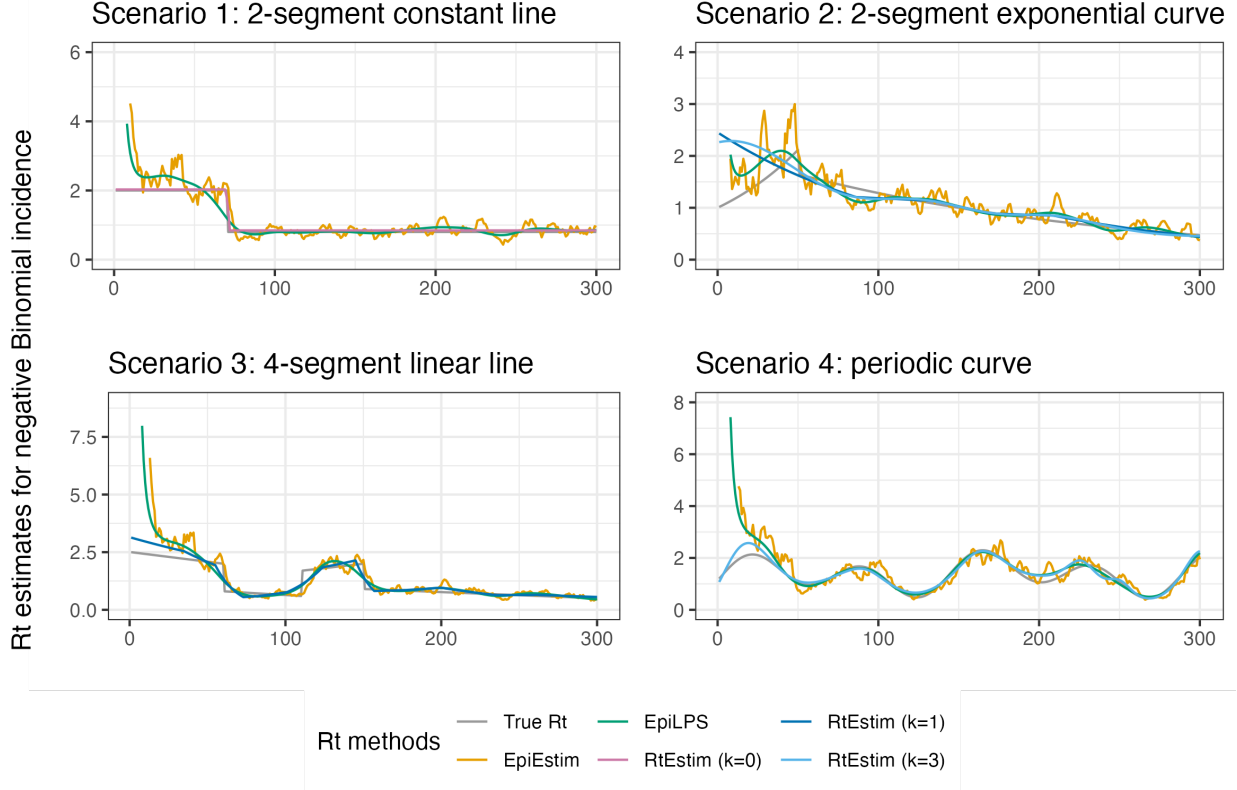 Scenario 1: 2-segment constant line
Scenario 2: 2-segment exponential curve
6
4
2
0
0 100 200 300
4
3
2
1
0
0 100 200 300
Rt estimates for negative Binomial incidence
Scenario 3: 4-segment linear line
Scenario 4: periodic curve
7.5
5.0
2.5
0.0
0 100 200 300
8
6
4
2
0
0 100 200 300
Rt methods
True Rt EpiLPS RtEstim (k=1)
EpiEstim RtEstim (k=0) RtEstim (k=3)